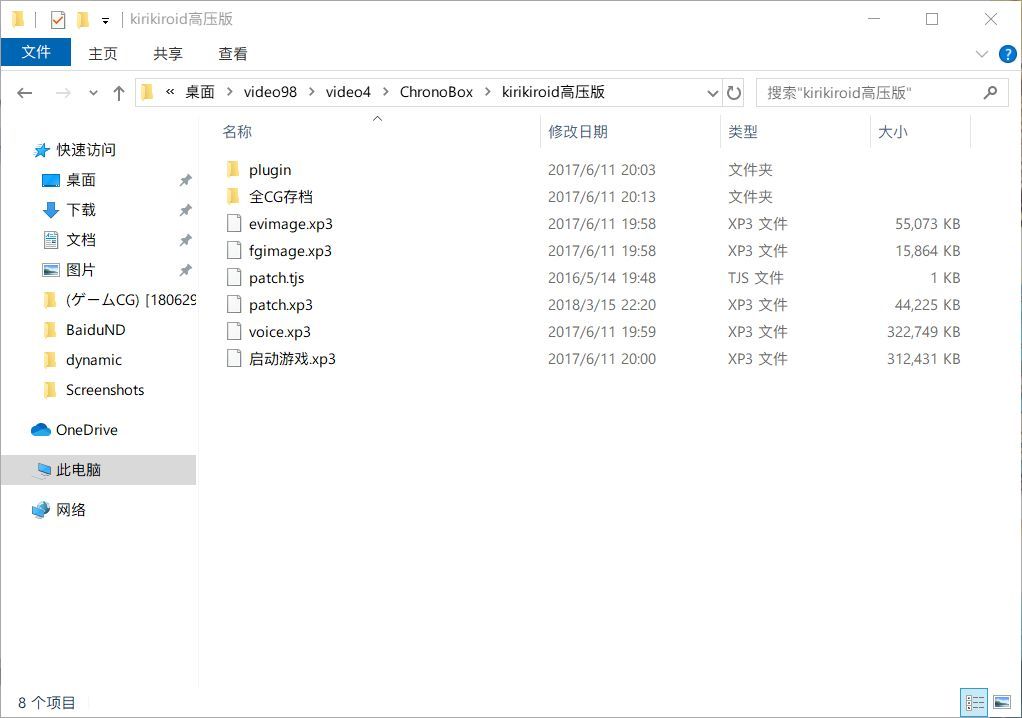 kirikiroid高压版
文件 主页 共享 查看
« 桌面 > video98 > video4 > ChronoBox > kirikiroid高压版
搜索"kirikiroid高压版"
名称 修改日期 类型 大小
快速访问
桌面
下载
文档
图片
(ゲームCG) [180629
BaiduND
dynamic
Screenshots
OneDrive
此电脑
网络
plugin 2017/6/11 20:03 文件夹
全CG存档 2017/6/11 20:13 文件夹
evimage.xp3 2017/6/11 19:58 XP3 文件 55,073 KB
fgimage.xp3 2017/6/11 19:58 XP3 文件 15,864 KB
patch.tjs 2016/5/14 19:48 TJS 文件 1 KB
patch.xp3 2018/3/15 22:20 XP3 文件 44,225 KB
voice.xp3 2017/6/11 19:59 XP3 文件 322,749 KB
启动游戏.xp3 2017/6/11 20:00 XP3 文件 312,431 KB
8 个项目